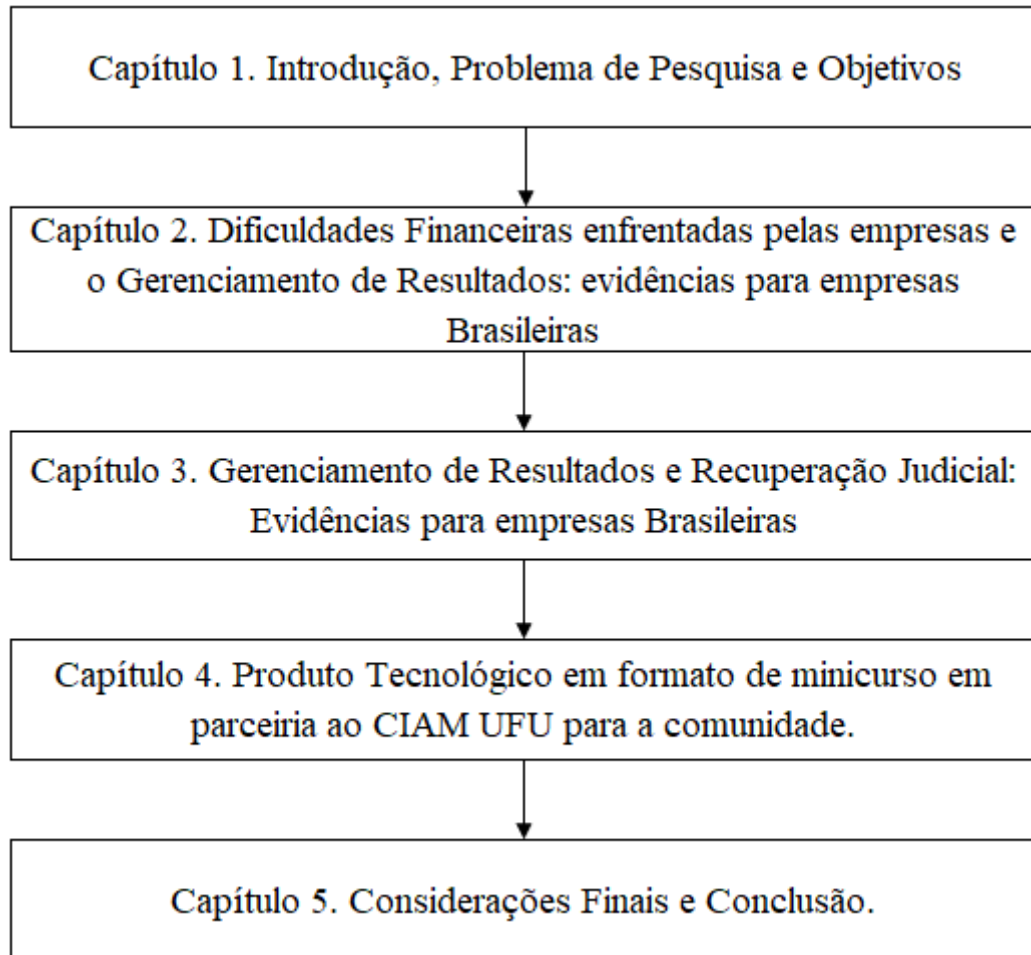 Capítulo 1. Introdução, Problema de Pesquisa e Objetivos
Capítulo 2. Dificuldades Financeiras enfrentadas pelas empresas e
o Gerenciamento de Resultados: evidências para empresas
Brasileiras
Capítulo 3. Gerenciamento de Resultados e Recuperação Judicial:
Evidências para empresas Brasileiras
Capítulo 4. Produto Tecnológico em formato de minicurso em
parceiria ao CIAM UFU para a comunidade.
Capítulo 5. Considerações Finais e Conclusão.